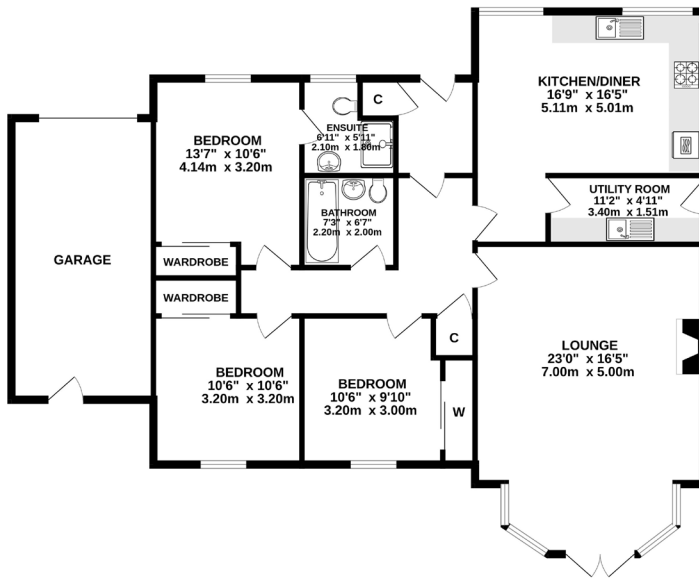 KITCHEN/DINER
16'9" x 16'5"
5.11m x 5.01m
C
ENSUITE
6'11" x 5'11"
2.10m x 1.80m
BEDROOM
13'7" x 10'6"
4.14m x 3.20m
UTILITY ROOM
11'2" x 4'11"
3.40m x 1.51m
BATHROOM
7'3" x 6'7"
2.20m x 2.00m
GARAGE
WARDROBE
WARDROBE
C
LOUNGE
23'0" x 16'5"
7.00m x 5.00m
BEDROOM
10'6" x 10'6"
3.20m x 3.20m
BEDROOM
10'6" x 9'10"
3.20m x 3.00m
W